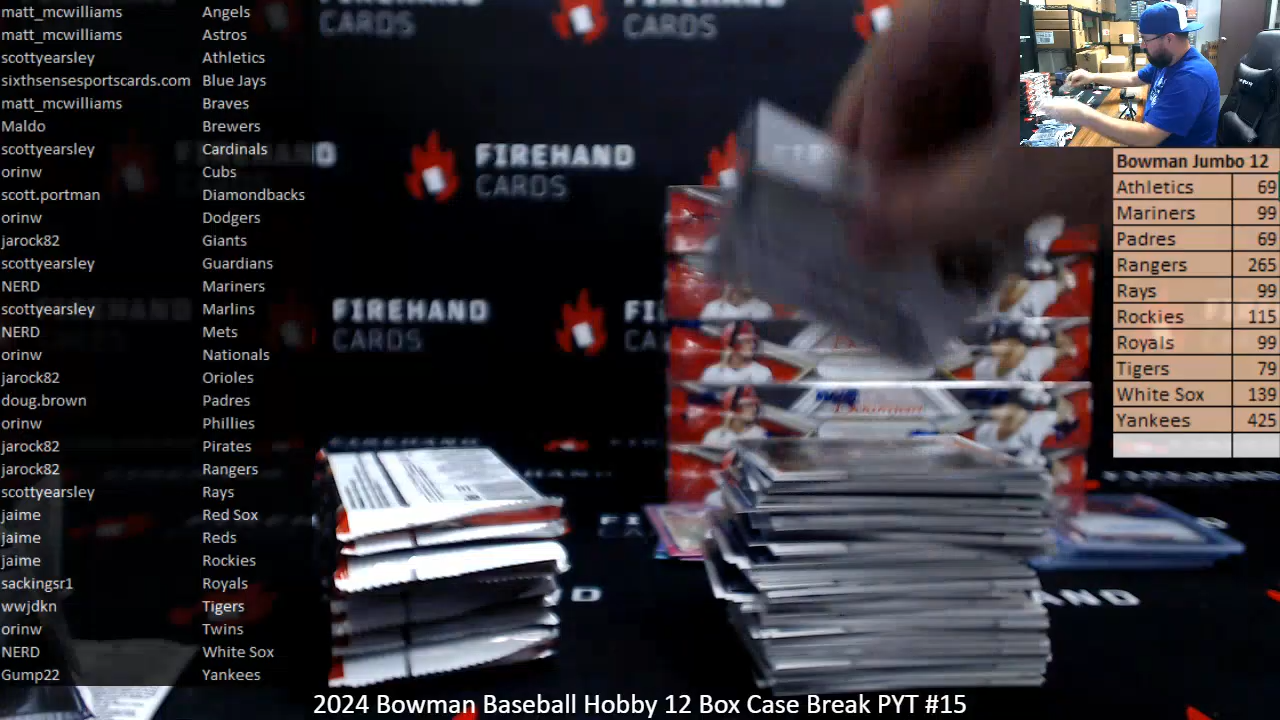 matt_mcwilliams Angels
matt_mcwilliams Astros
scottyearsley Athletics
sixthsensesportscards.com Blue Jays
matt_mcwilliams Braves
Maldo Brewers
scottyearsley Cardinals
orinw Cubs
scott.portman Diamondbacks
orinw Dodgers
jarock82 Giants
scottyearsley Guardians
NERD Mariners
scottyearsley Marlins
NERD Mets
orinw Nationals
jarock82 Orioles
doug.brown Padres
orinw Phillies
jarock82 Pirates
jarock82 Rangers
scottyearsley Rays
jaime Red Sox
jaime Reds
jaime Rockies
sackingsr1 Royals
wwjdkn Tigers
orinw Twins
NERD White Sox
Gump22 Yankees
CARDS
CARDS
FIREHAND
CARDS
FIREHAND
CARDS
Bowman Jumbo 12
Athletics 69
Mariners 99
Padres 69
Rangers 265
Rays 99
Rockies 115
Royals 99
Tigers 79
White Sox 139
Yankees 425
2024 Bowman Baseball Hobby 12 Box Case Break PYT #15